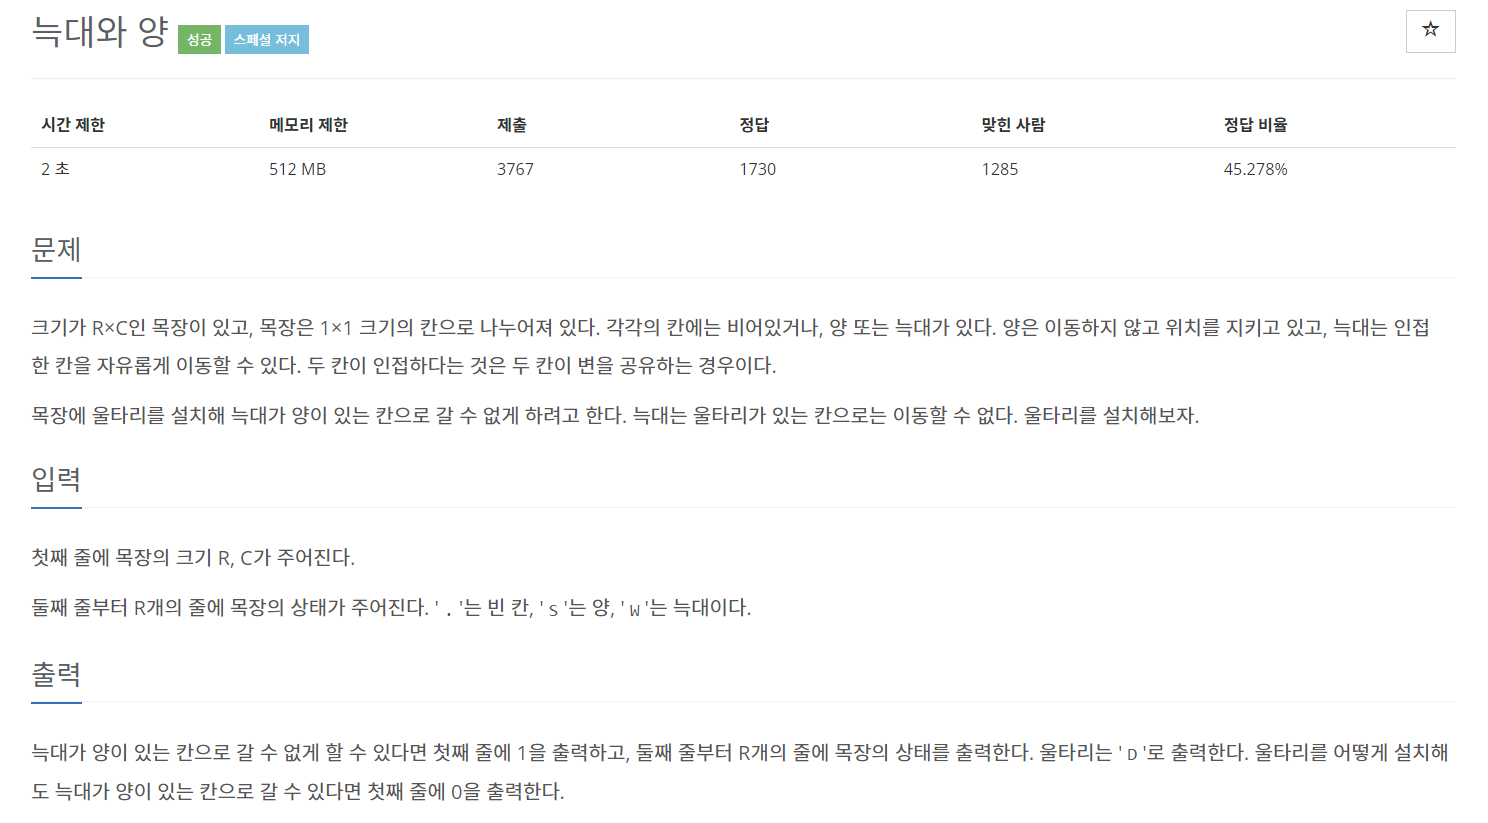 늑대와 양 성공 스페셜 저지
☆
시간 제한 메모리 제한 제출 정답 맞힌 사람 정답 비율
2 초 512 MB 3767 1730 1285 45.278%
문제
크기가 R×C인 목장이 있고, 목장은 1×1 크기의 칸으로 나누어져 있다. 각각의 칸에는 비어있거나, 양 또는 늑대가 있다. 양은 이동하지 않고 위치를 지키고 있고, 늑대는 인접
한 칸을 자유롭게 이동할 수 있다. 두 칸이 인접하다는 것은 두 칸이 변을 공유하는 경우이다.
목장에 울타리를 설치해 늑대가 양이 있는 칸으로 갈 수 없게 하려고 한다. 늑대는 울타리가 있는 칸으로는 이동할 수 없다. 울타리를 설치해보자.
입력
첫째 줄에 목장의 크기 R, C가 주어진다.
둘째 줄부터 R개의 줄에 목장의 상태가 주어진다. '.'는 빈 칸, 'S'는 양, 'W'는 늑대이다.
출력
늑대가 양이 있는 칸으로 갈 수 없게 할 수 있다면 첫째 줄에 1을 출력하고, 둘째 줄부터 R개의 줄에 목장의 상태를 출력한다. 울타리는 'D'로 출력한다. 울타리를 어떻게 설치해
도 늑대가 양이 있는 칸으로 갈 수 있다면 첫째 줄에 0을 출력한다.